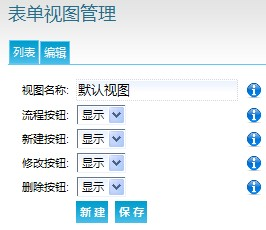 表单视图管理
列表 编辑
视图名称: 默认视图
流程按钮: 显示
新建按钮: 显示
修改按钮: 显示
删除按钮: 显示
新 建 保 存